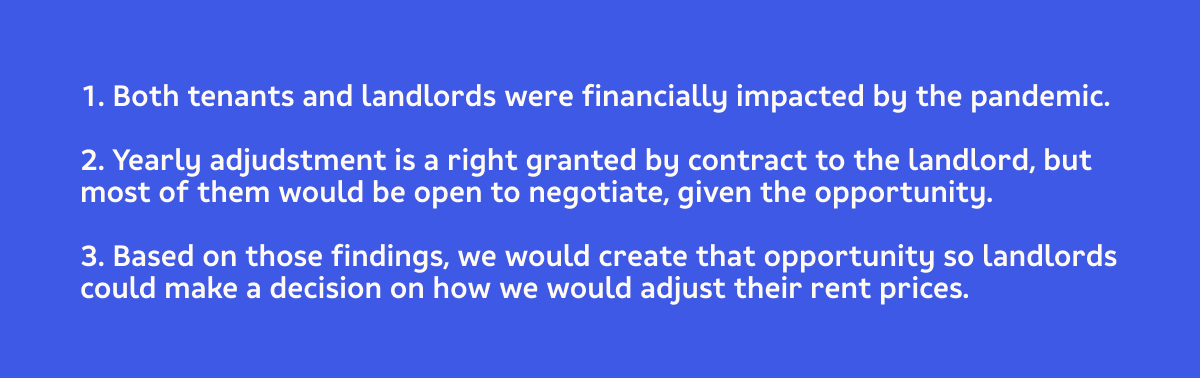 1. Both tenants and landlords were financially impacted by the pandemic.
2. Yearly adjudstment is a right granted by contract to the landlord, but
most of them would be open to negotiate, given the opportunity.
3. Based on those findings, we would create that opportunity so landlords
could make a decision on how we would adjust their rent prices.